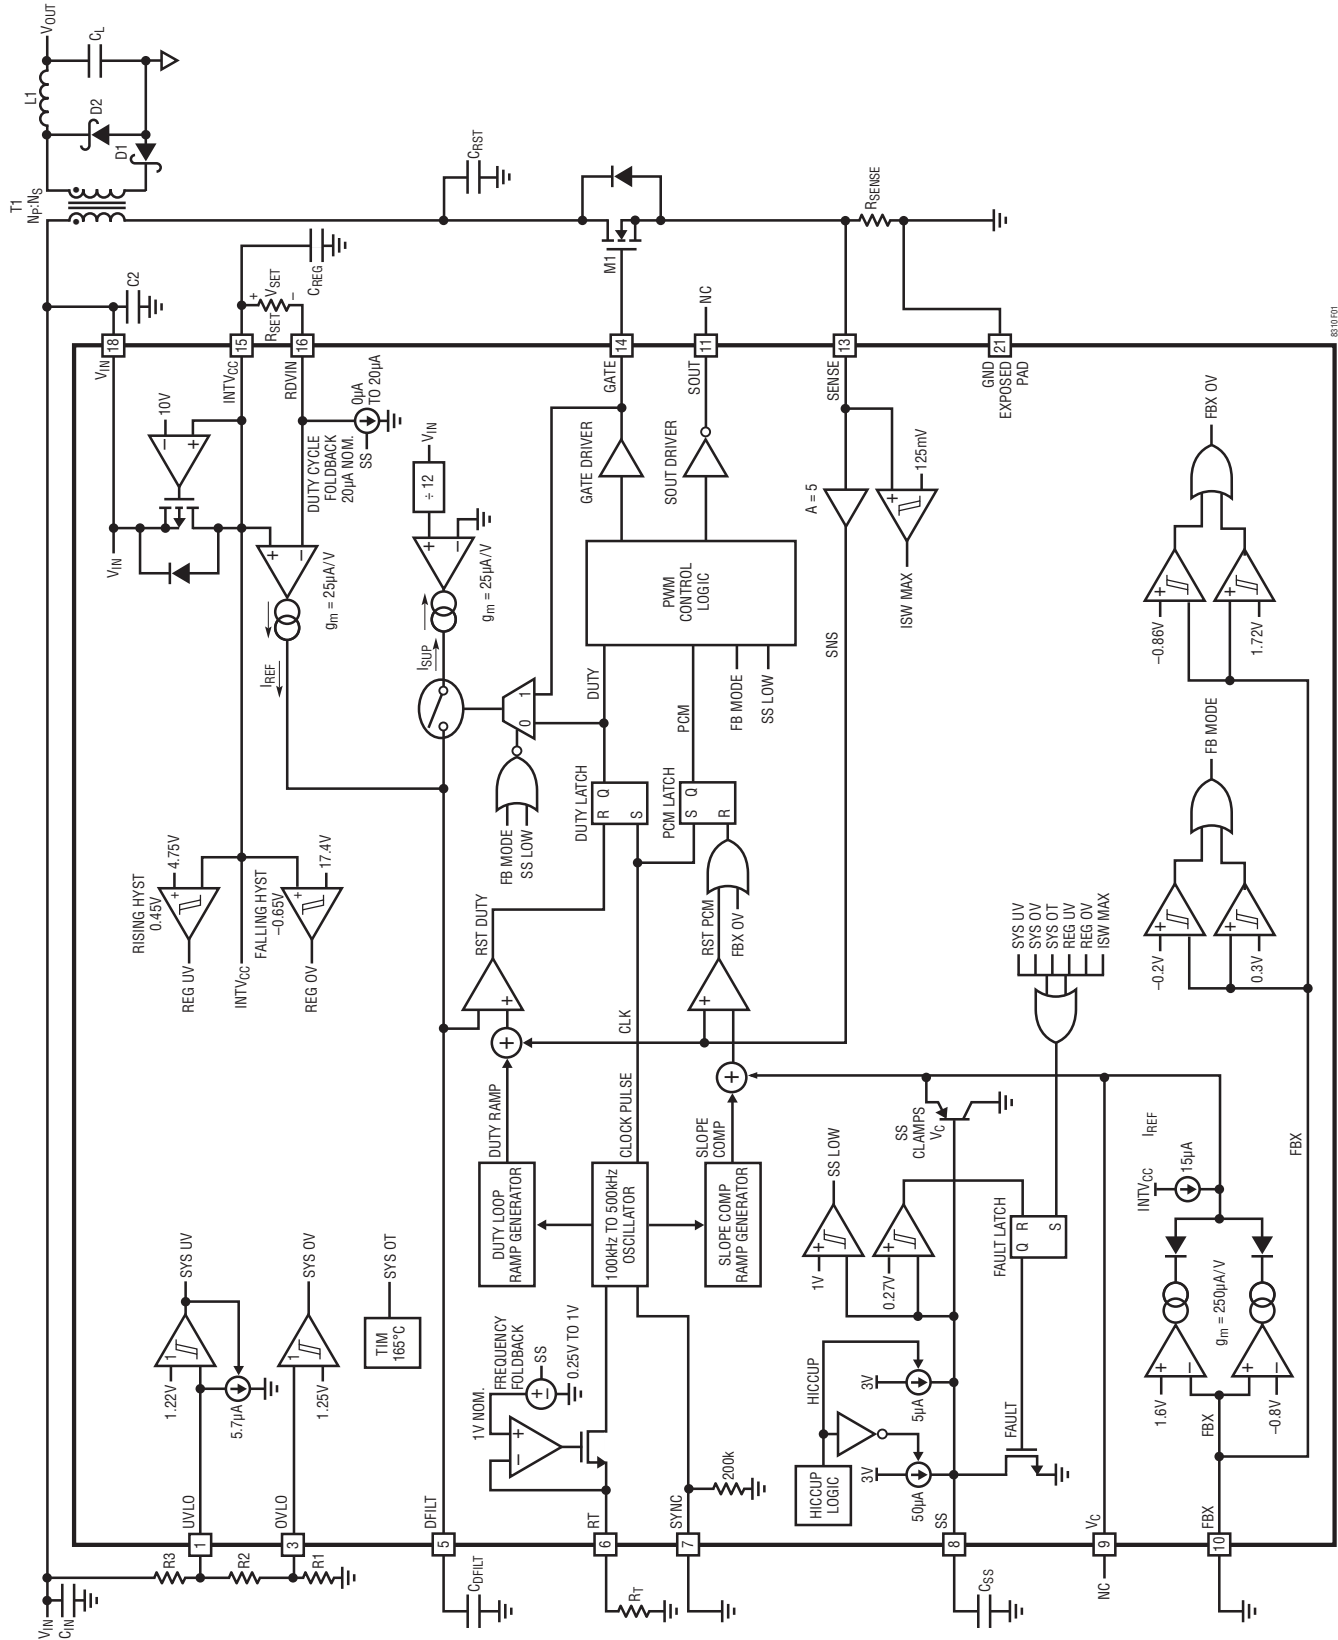 VIN
CIN
R3
R2
R1
CDFILT
RT
CSS
NC
1
UVLO
3
OVLO
5
DFILT
6
RT
7
SYNC
8
SS
9
VC
10
FBX
1.22V
1
SYS UV
5.7µA
1.25V
1
SYS OV
TIM
165°C
SYS OT
1V NOM.
FREQUENCY
FOLDBACK
+
–
+
–
SS
0.25V TO 1V
200k
HICCUP
LOGIC
HICCUP
3V
50µA
3V
5µA
FAULT
1.6V
+
–
FBX
–0.8V
+
–
gm = 250µA/V
INTVCC
15µA
IREF
FBX
DUTY LOOP
RAMP GENERATOR
DUTY RAMP
100kHz TO 500kHz
OSCILLATOR
CLOCK PULSE
CLK
SLOPE COMP
RAMP GENERATOR
SLOPE
COMP
1V
+
SS LOW
0.27V
+
FAULT LATCH
Q
R
S
SS
CLAMPS
VC
SYS UV
SYS OV
SYS OT
REG UV
REG OV
ISW MAX
+
+
RST DUTY
+
+
RST PCM
FBX OV
RISING HYST
0.45V
4.75V
+
REG UV
INTVCC
FALLING HYST
–0.65V
17.4V
+
REG OV
DUTY LATCH
R
Q
S
PCM LATCH
S
Q
R
FB MODE
SS LOW
0
1
DUTY
PCM
FB MODE
SS LOW
PWM
CONTROL
LOGIC
IREF
gm = 25µA/V
+
–
ISUP
gm = 25µA/V
+
–
÷ 12
VIN
VIN
10V
–
+
DUTY CYCLE
FOLDBACK
20µA NOM.
SS
0µA
TO 20µA
GATE DRIVER
SOUT DRIVER
SNS
A = 5
ISW MAX
+
125mV
–0.2V
+
0.3V
+
FB MODE
–0.86V
+
1.72V
+
FBX OV
VIN
18
INTVCC
15
RDVIN
16
GATE
14
SOUT
11
SENSE
13
GND
EXPOSED
PAD
21
C2
RSET
+
VSET
–
CREG
M1
NC
CRST
RSENSE
T1
NP:NS
D1
D2
L1
CL
VOUT
8310 F01